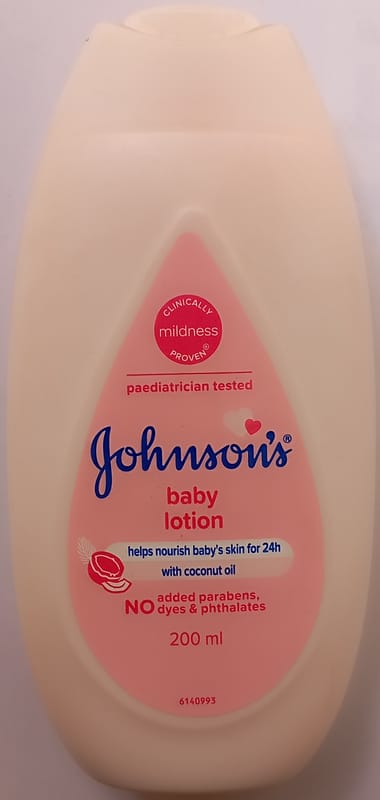 CLINICALLY
mildness
PROVEN®
paediatrician tested
Johnson's®
baby
lotion
helps nourish baby's skin for 24h
with coconut oil
NO added parabens,
dyes & phthalates
200 ml
6140993